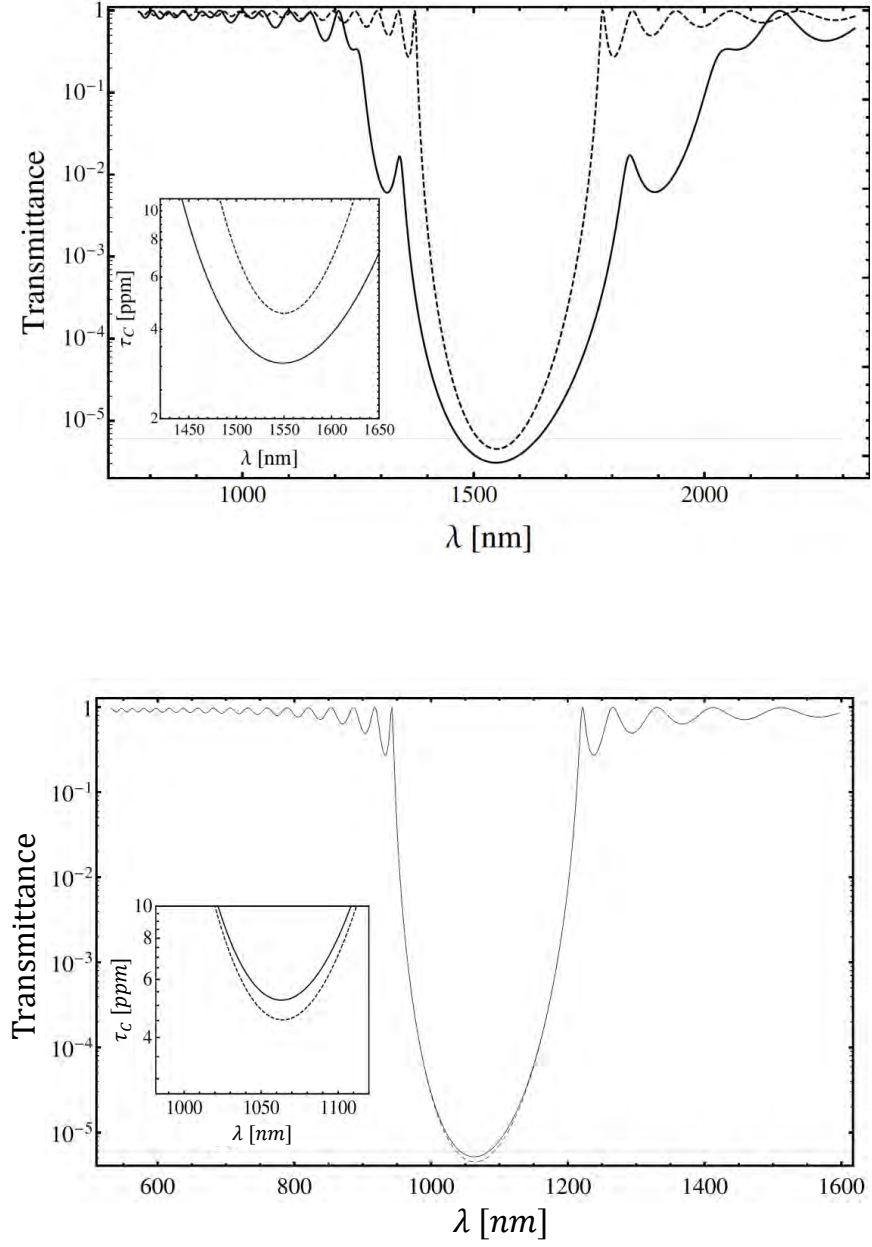 1
10⁻¹
10⁻²
10⁻³
10⁻⁴
10⁻⁵
Transmittance
10
8
6
4
2
τ_C [ppm]
1450 1500 1550 1600 1650
λ [nm]
1000 1500 2000
λ [nm]
1
10⁻¹
10⁻²
10⁻³
10⁻⁴
10⁻⁵
Transmittance
10
8
6
4
τ_C [ppm]
1000 1050 1100
λ [nm]
600 800 1000 1200 1400 1600
λ [nm]